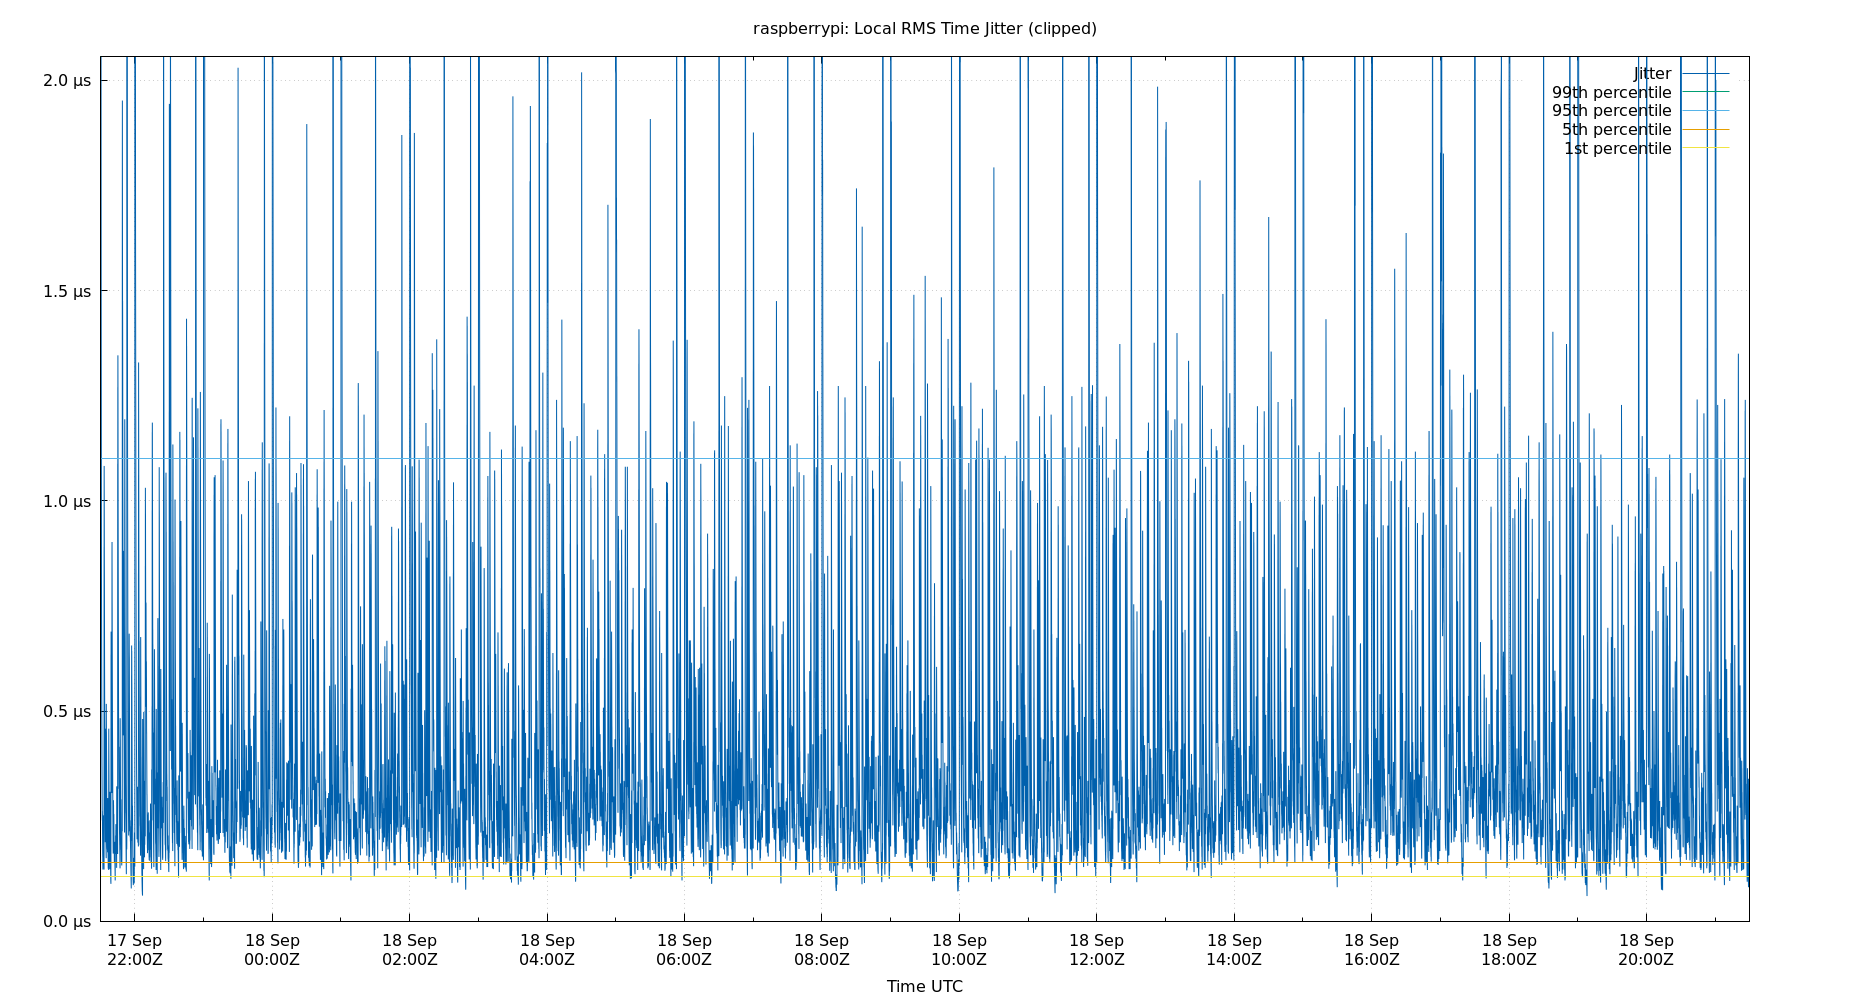 raspberrypi: Local RMS Time Jitter (clipped)
2.0 µs
1.5 µs
1.0 µs
0.5 µs
0.0 µs
Jitter
99th percentile
95th percentile
5th percentile
1st percentile
17 Sep 18 Sep 18 Sep 18 Sep 18 Sep 18 Sep 18 Sep 18 Sep 18 Sep 18 Sep 18 Sep 18 Sep
22:00Z 00:00Z 02:00Z 04:00Z 06:00Z 08:00Z 10:00Z 12:00Z 14:00Z 16:00Z 18:00Z 20:00Z
Time UTC